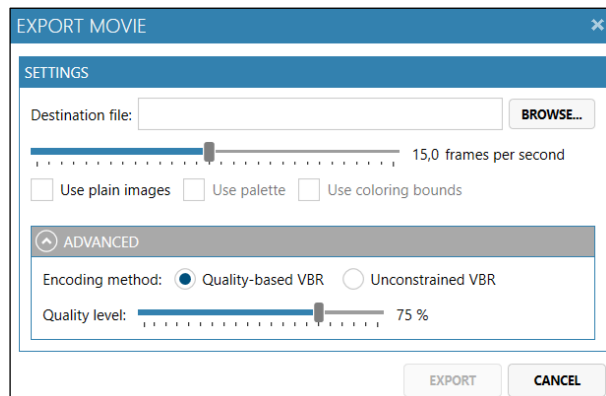 EXPORT MOVIE
SETTINGS
Destination file: BROWSE...
15,0 frames per second
Use plain images Use palette Use coloring bounds
ADVANCED
Encoding method: Quality-based VBR Unconstrained VBR
Quality level: 75 %
EXPORT CANCEL